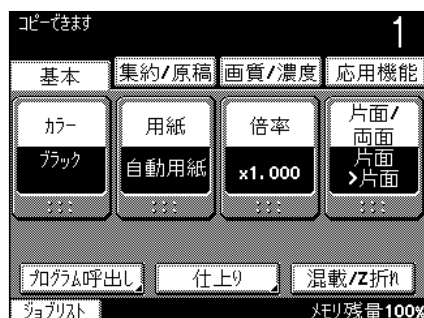 コピーできます
1
基本 集約/原稿 画質/濃度 応用機能
カラー 用紙 倍率 片面/両面
ブラック 自動用紙 x1.000 片面>片面
プログラム呼出し 仕上り 混載/Z折れ
ジョブリスト メモリ残量100%